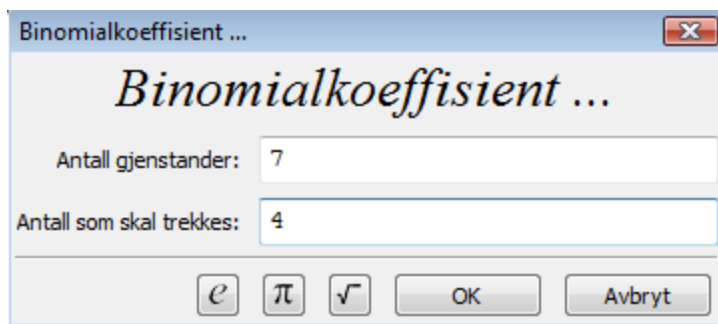 Binomialkoeffisient ...
Binomialkoeffisient ...
Antall gjenstander: 7
Antall som skal trekkes: 4
e π √ OK Avbryt